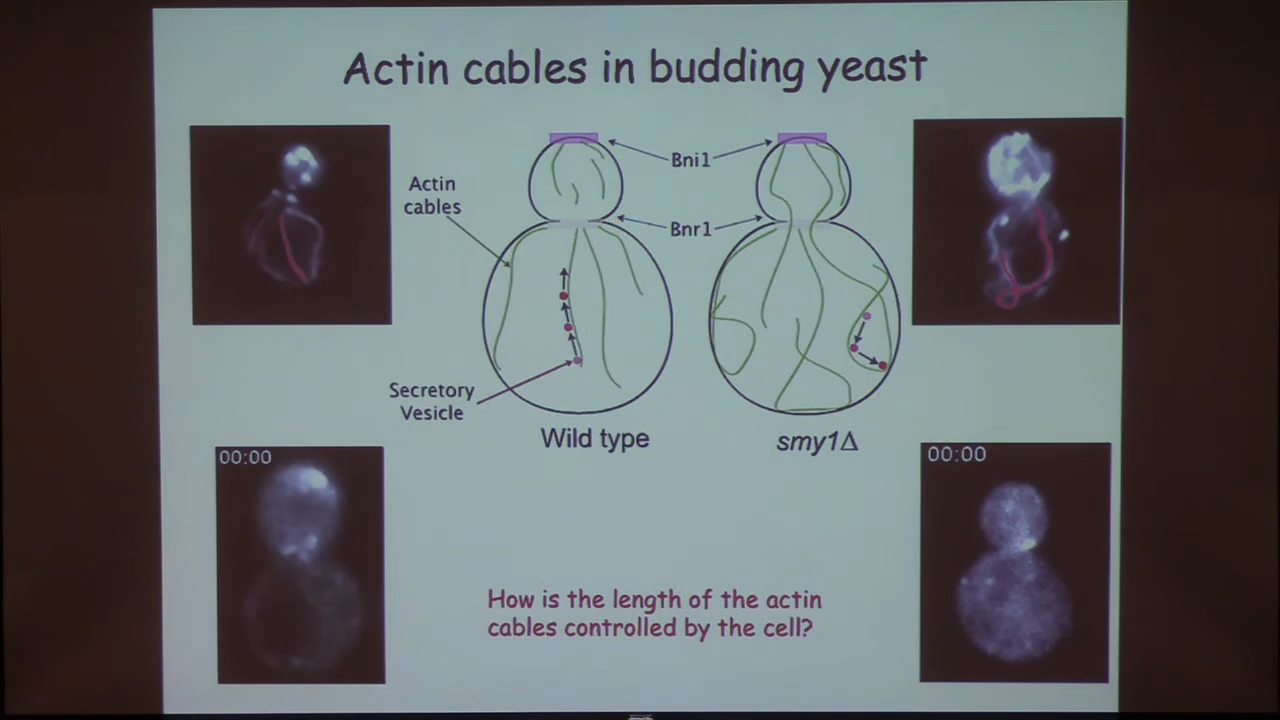 Actin cables in budding yeast
Bni1
Actin
cables
Bnr1
Secretory
Vesicle
Wild type
smy1Δ
00:00
00:00
How is the length of the actin
cables controlled by the cell?